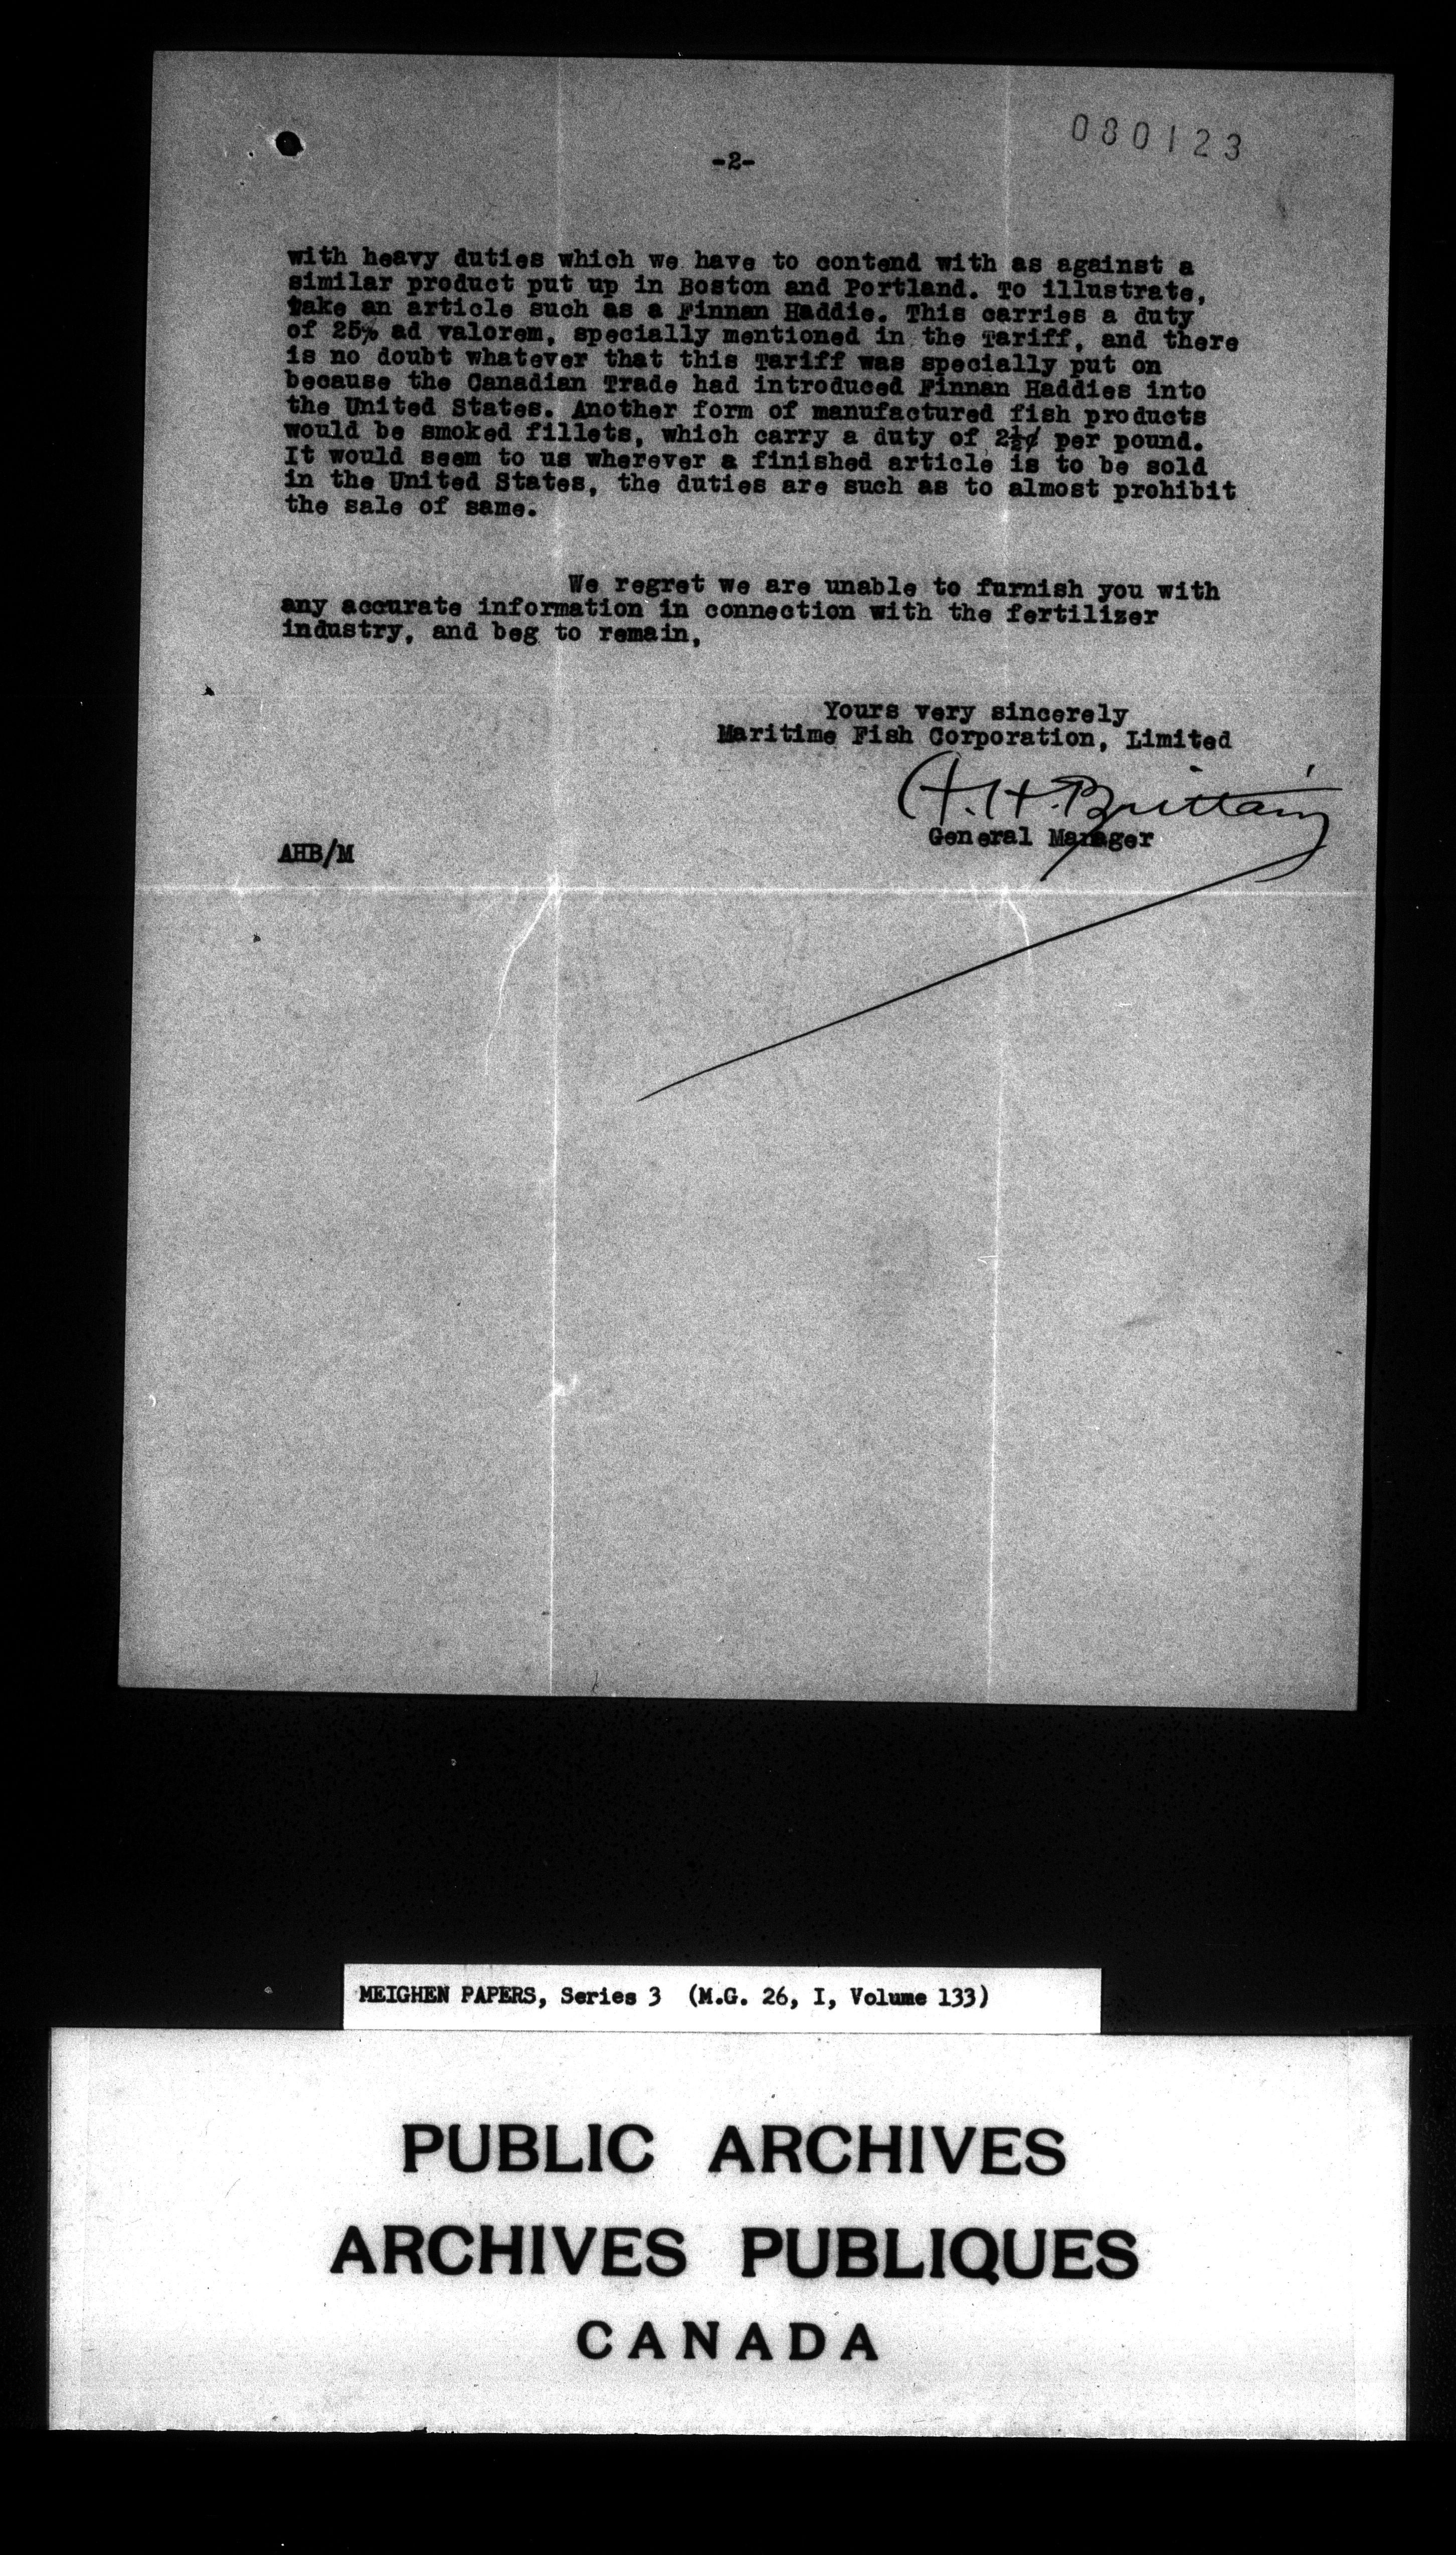 080123
-2-
with heavy duties which we have to contend with as against a
similar product put up in Boston and Portland. To illustrate,
take an article such as a Finnan Haddie. This carries a duty
of 25% ad valorem, specially mentioned in the Tariff, and there
is no doubt whatever that this Tariff was specially put on
because the Canadian Trade had introduced Finnan Haddies into
the United States. Another form of manufactured fish products
would be smoked fillets, which carry a duty of 2½¢ per pound.
It would seem to us wherever a finished article is to be sold
in the United States, the duties are such as to almost prohibit
the sale of same.
We regret we are unable to furnish you with
any accurate information in connection with the fertilizer
industry, and beg to remain,
Yours very sincerely
Maritime Fish Corporation, Limited
A.H. Brittain
General Manager
AHB/M
MEIGHEN PAPERS, Series 3 (M.G. 26, I, Volume 133)
PUBLIC ARCHIVES
ARCHIVES PUBLIQUES
CANADA